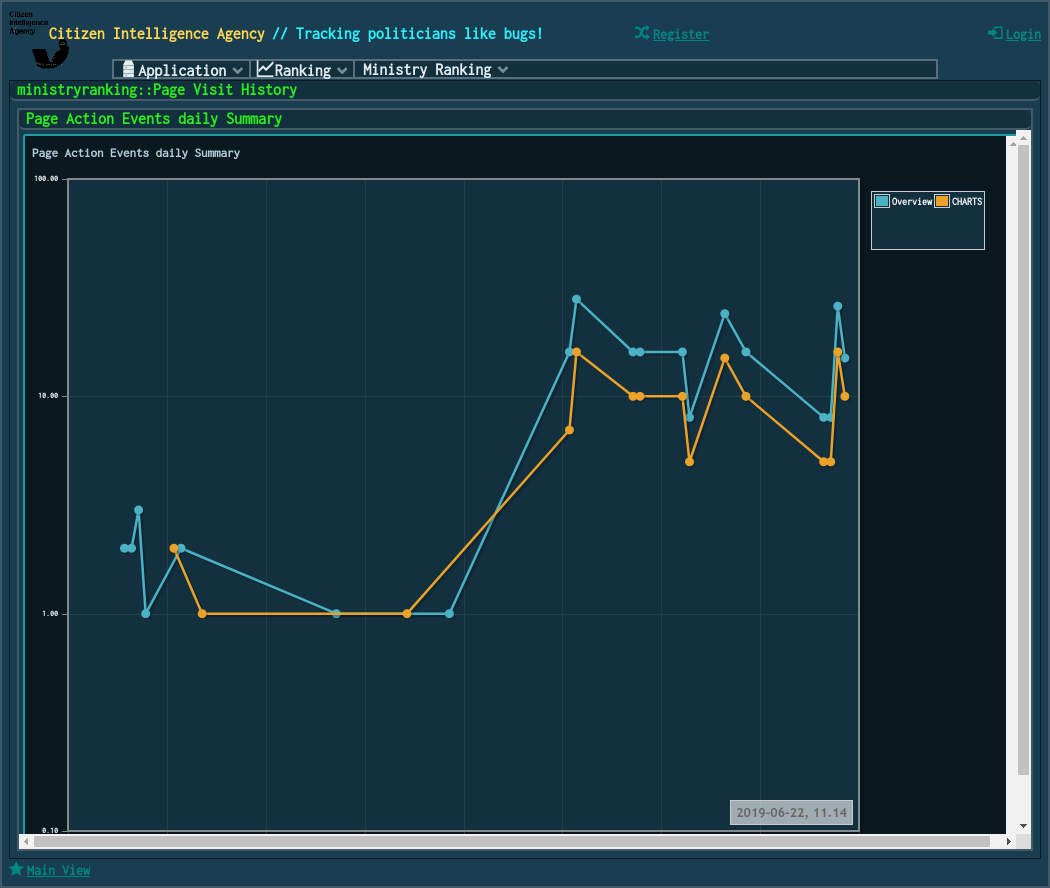 Citizen
Intelligence
Agency
Citizen Intelligence Agency // Tracking politicians like bugs!
Register
Login
Application
Ranking
Ministry Ranking
ministryranking::Page Visit History
Page Action Events daily Summary
Page Action Events daily Summary
100.00
Overview
CHARTS
10.00
1.00
2019-06-22, 11.14
0.10
Main View